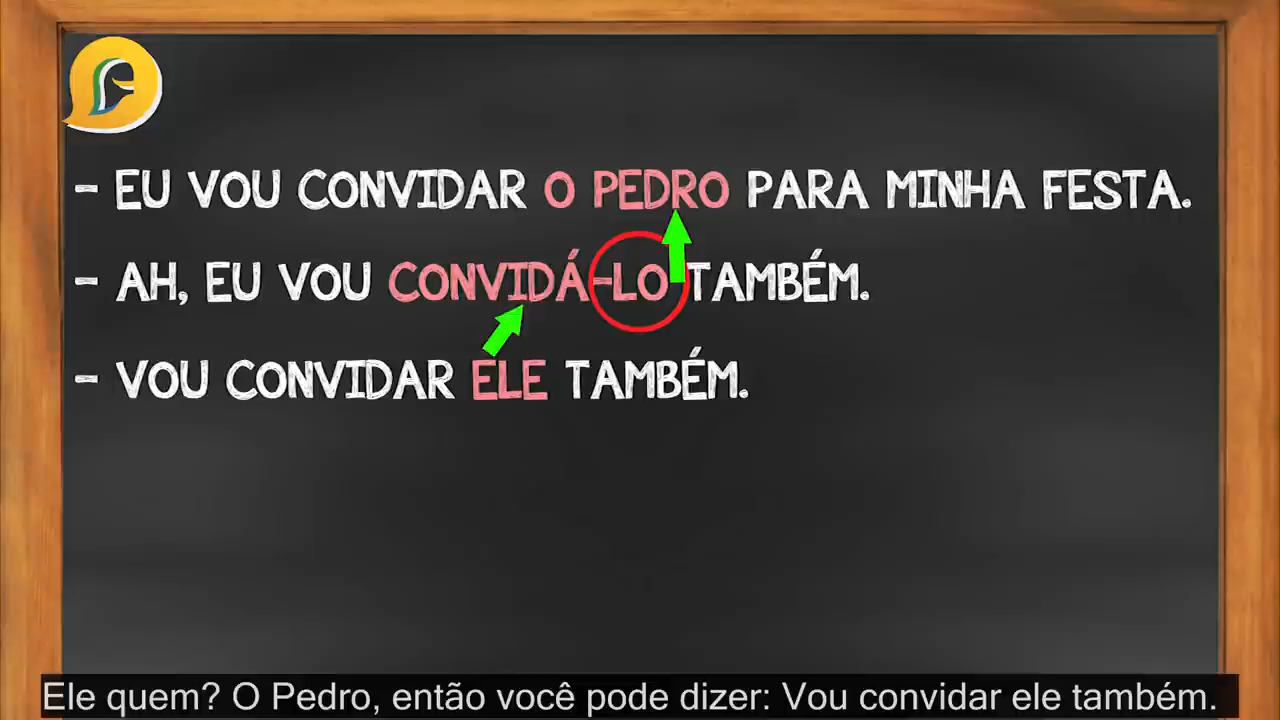 - EU VOU CONVIDAR O PEDRO PARA MINHA FESTA.
- AH, EU VOU CONVIDÁ-LO TAMBÉM.
- VOU CONVIDAR ELE TAMBÉM.
Ele quem? O Pedro, então você pode dizer: Vou convidar ele também.